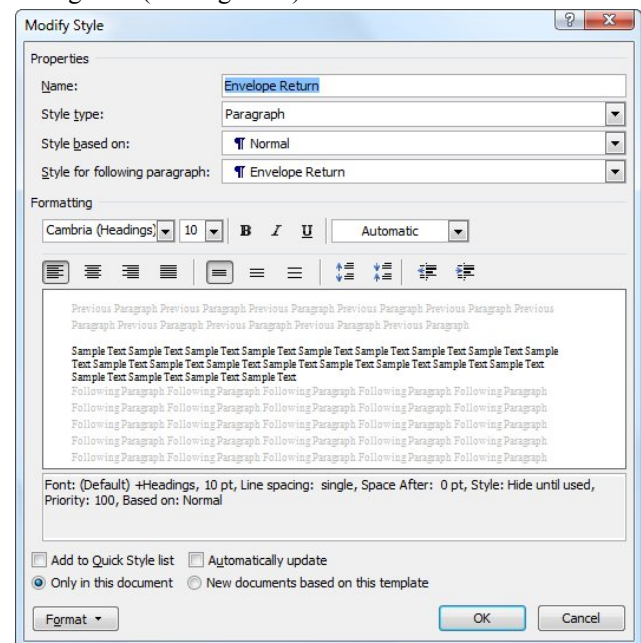 Modify Style
Properties
Name: Envelope Return
Style type: Paragraph
Style based on: ¶ Normal
Style for following paragraph: ¶ Envelope Return
Formatting
Cambria (Headings) 10 B I U Automatic
Previous Paragraph Previous Paragraph Previous Paragraph Previous Paragraph Previous Paragraph Previous
Paragraph Previous Paragraph Previous Paragraph Previous Paragraph Previous Paragraph
Sample Text Sample Text Sample Text Sample Text Sample Text Sample Text Sample Text Sample Text Sample
Text Sample Text Sample Text Sample Text Sample Text Sample Text Sample Text Sample Text Sample Text
Sample Text Sample Text Sample Text Sample Text
Following Paragraph Following Paragraph Following Paragraph Following Paragraph Following Paragraph
Following Paragraph Following Paragraph Following Paragraph Following Paragraph Following Paragraph
Following Paragraph Following Paragraph Following Paragraph Following Paragraph Following Paragraph
Following Paragraph Following Paragraph Following Paragraph Following Paragraph Following Paragraph
Following Paragraph Following Paragraph Following Paragraph Following Paragraph Following Paragraph
Font: (Default) +Headings, 10 pt, Line spacing: single, Space After: 0 pt, Style: Hide until used,
Priority: 100, Based on: Normal
Add to Quick Style list Automatically update
Only in this document New documents based on this template
Format OK Cancel